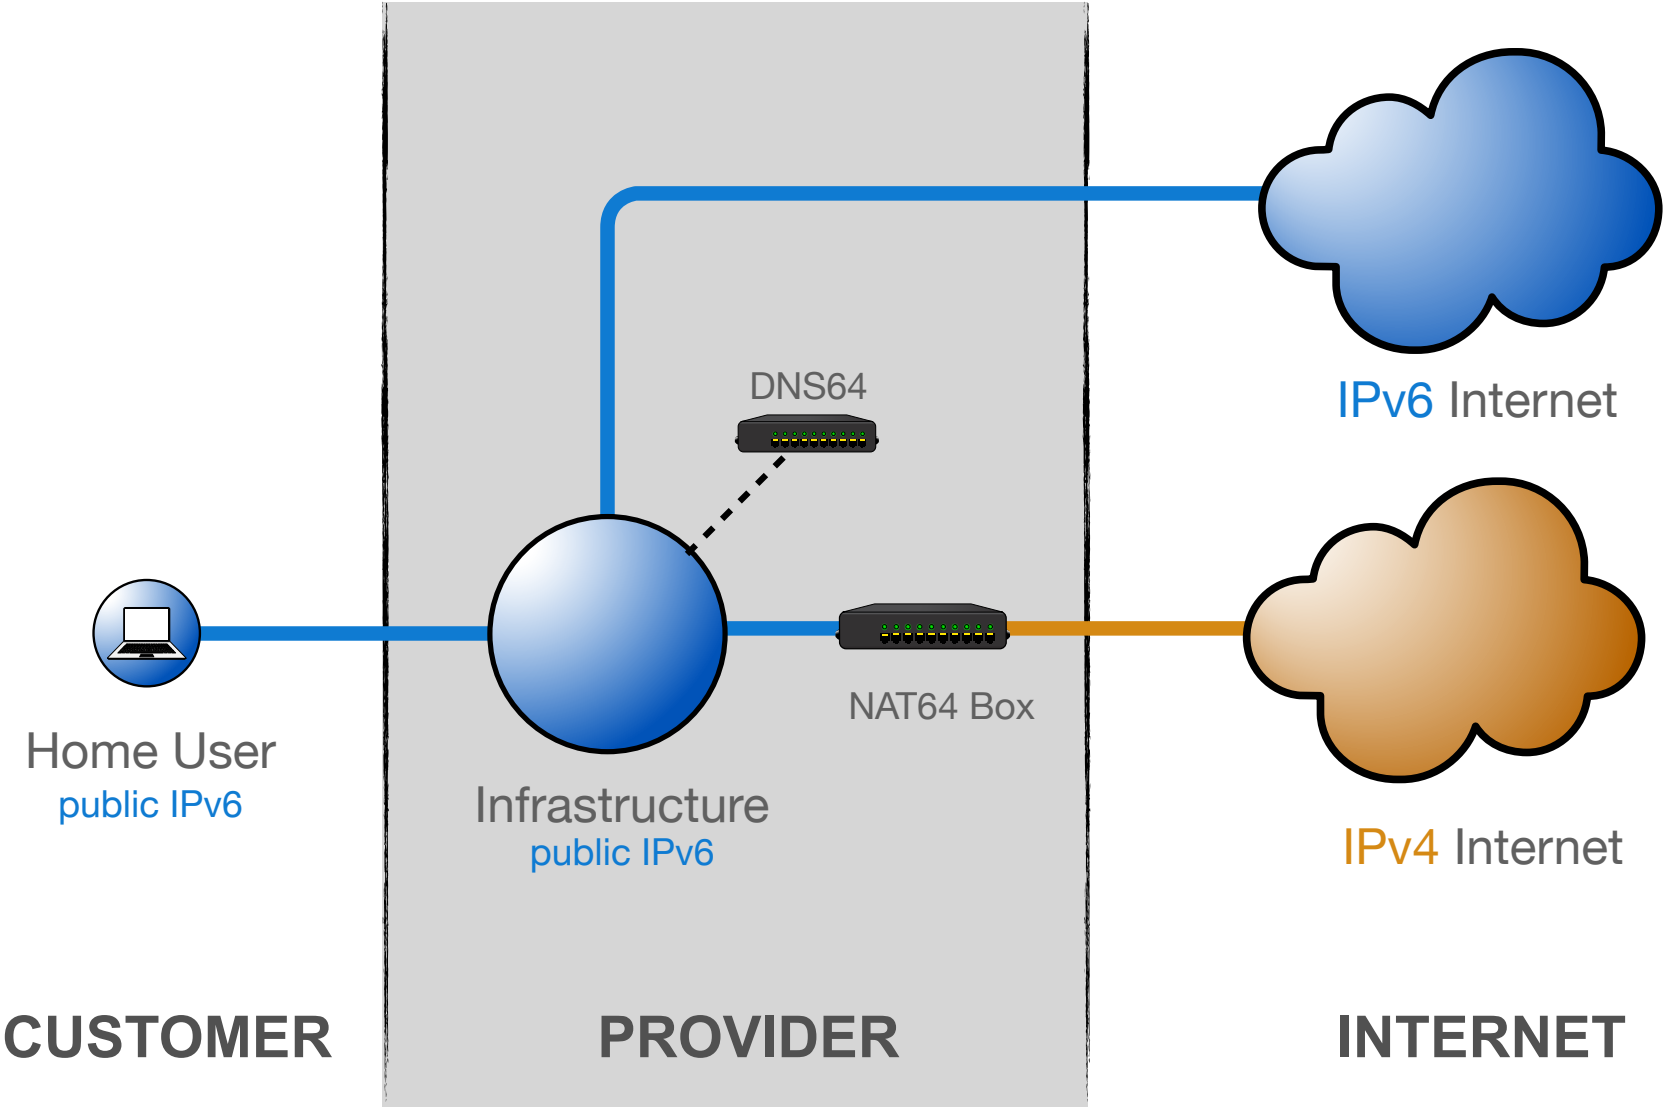 DNS64
IPv6 Internet
NAT64 Box
Home User
public IPv6
Infrastructure
public IPv6
IPv4 Internet
CUSTOMER
PROVIDER
INTERNET